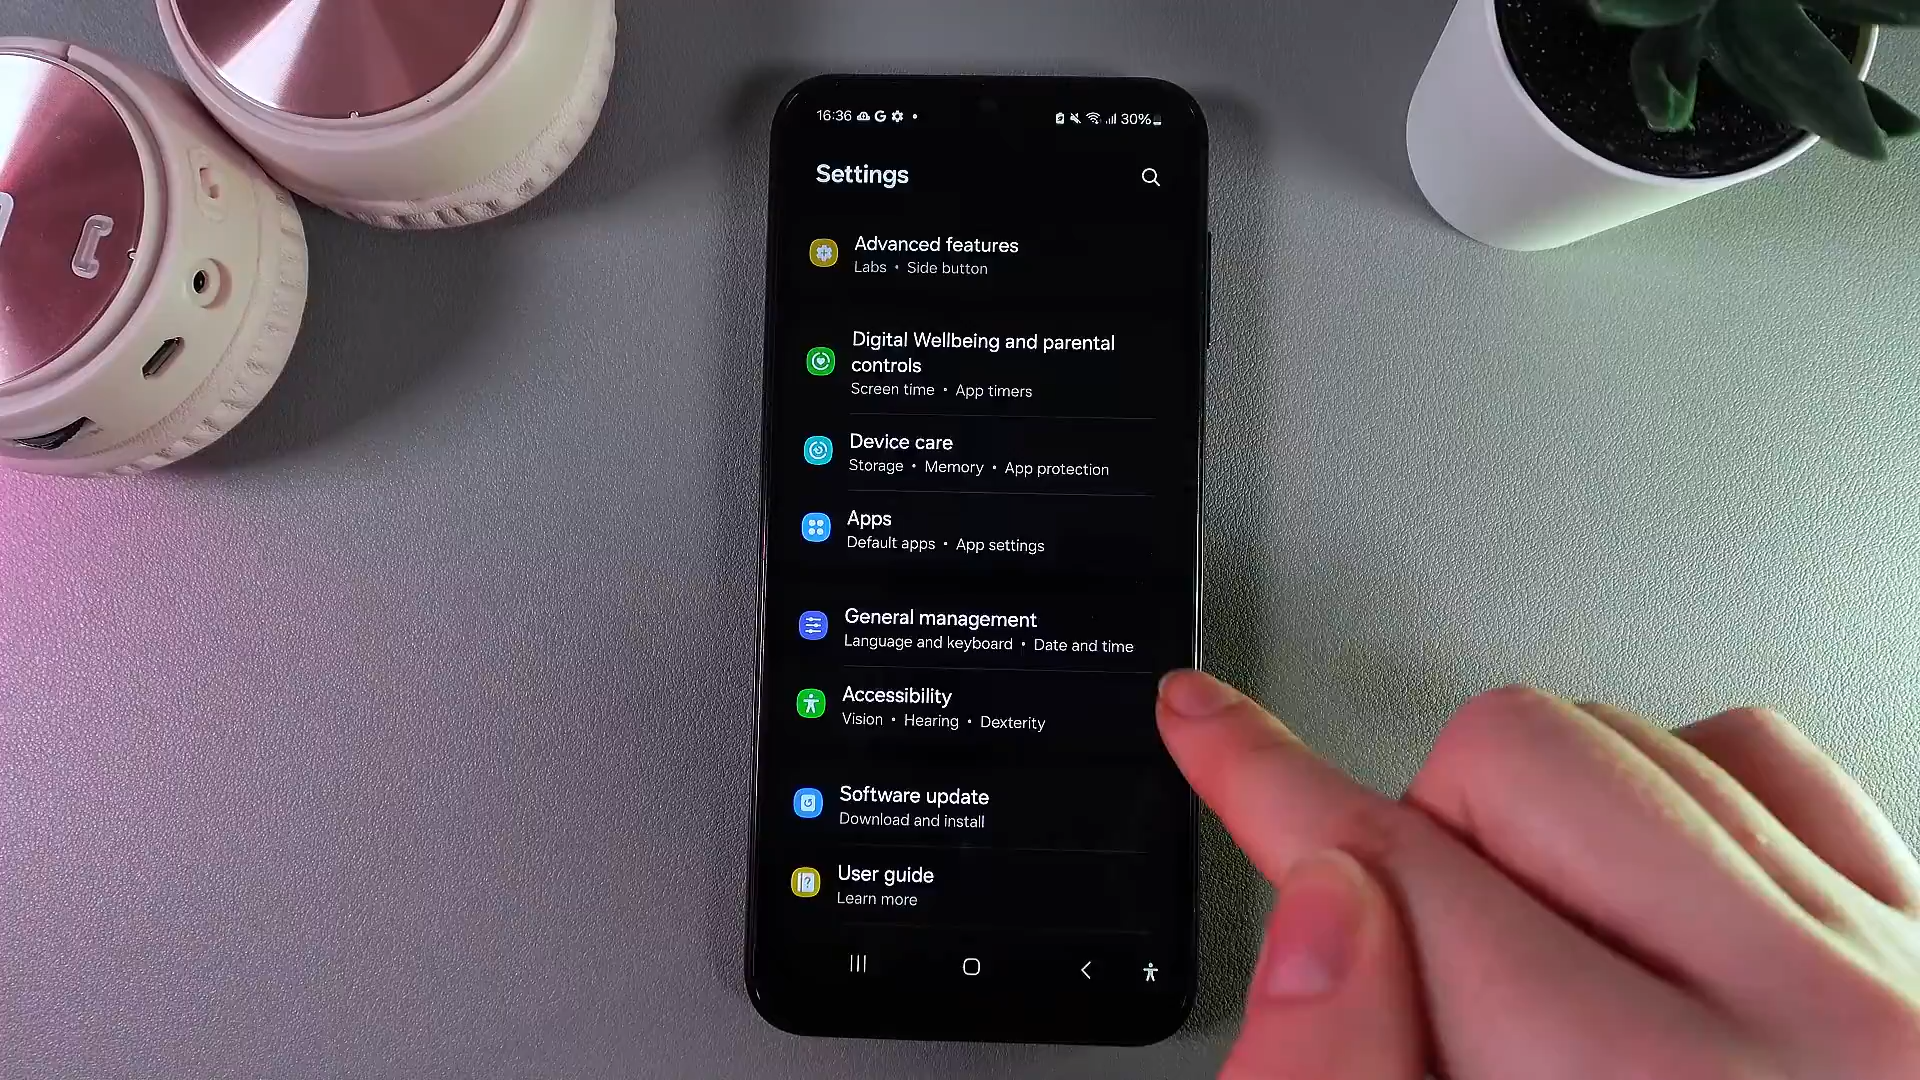 16:36 G 30%
Settings
Advanced features
Labs • Side button
Digital Wellbeing and parental
controls
Screen time • App timers
Device care
Storage • Memory • App protection
Apps
Default apps • App settings
General management
Language and keyboard • Date and time
Accessibility
Vision • Hearing • Dexterity
Software update
Download and install
User guide
Learn more